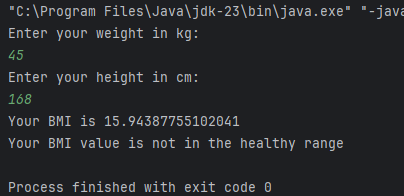 "C:\Program Files\Java\jdk-23\bin\java.exe" "-java
Enter your weight in kg:
45
Enter your height in cm:
168
Your BMI is 15.94387755102041
Your BMI value is not in the healthy range
Process finished with exit code 0